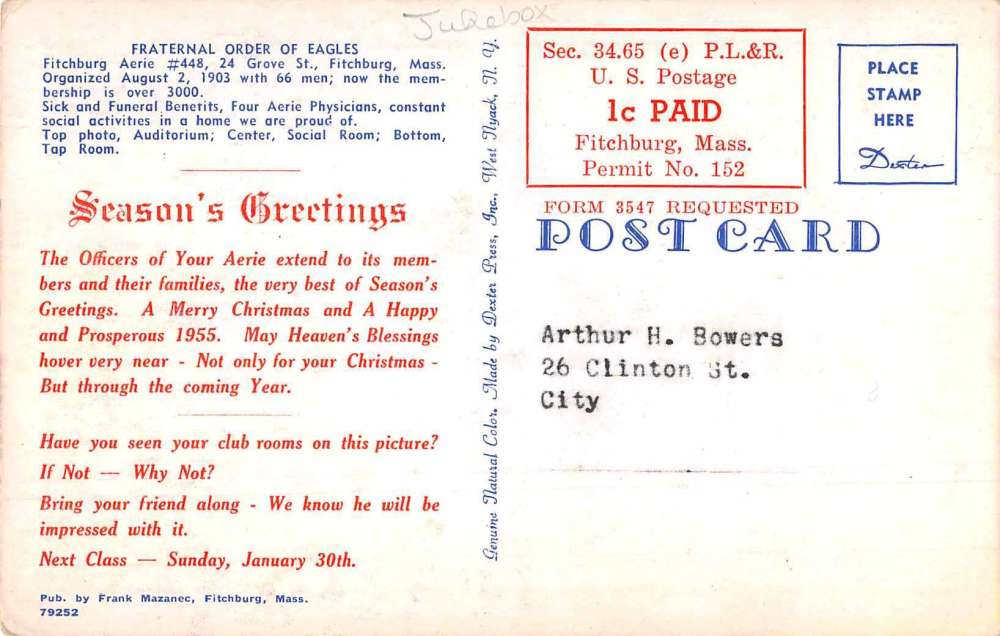 Jukebox
FRATERNAL ORDER OF EAGLES
Fitchburg Aerie #448, 24 Grove St., Fitchburg, Mass.
Organized August 2, 1903 with 66 men; now the mem-
bership is over 3000.
Sick and Funeral Benefits, Four Aerie Physicians, constant
social activities in a home we are proud of.
Top photo, Auditorium; Center, Social Room; Bottom,
Tap Room.
Season's Greetings
The Officers of Your Aerie extend to its mem-
bers and their families, the very best of Season's
Greetings. A Merry Christmas and A Happy
and Prosperous 1955. May Heaven's Blessings
hover very near - Not only for your Christmas -
But through the coming Year.
Have you seen your club rooms on this picture?
If Not — Why Not?
Bring your friend along - We know he will be
impressed with it.
Next Class — Sunday, January 30th.
Pub. by Frank Mazanec, Fitchburg, Mass.
79252
Genuine Natural Color. Made by Dexter Press, Inc., West Nyack, N. Y.
Sec. 34.65 (e) P.L.&R.
U. S. Postage
1c PAID
Fitchburg, Mass.
Permit No. 152
FORM 3547 REQUESTED
PLACE
STAMP
HERE
Dexter
POST CARD
Arthur H. Bowers
26 Clinton St.
City